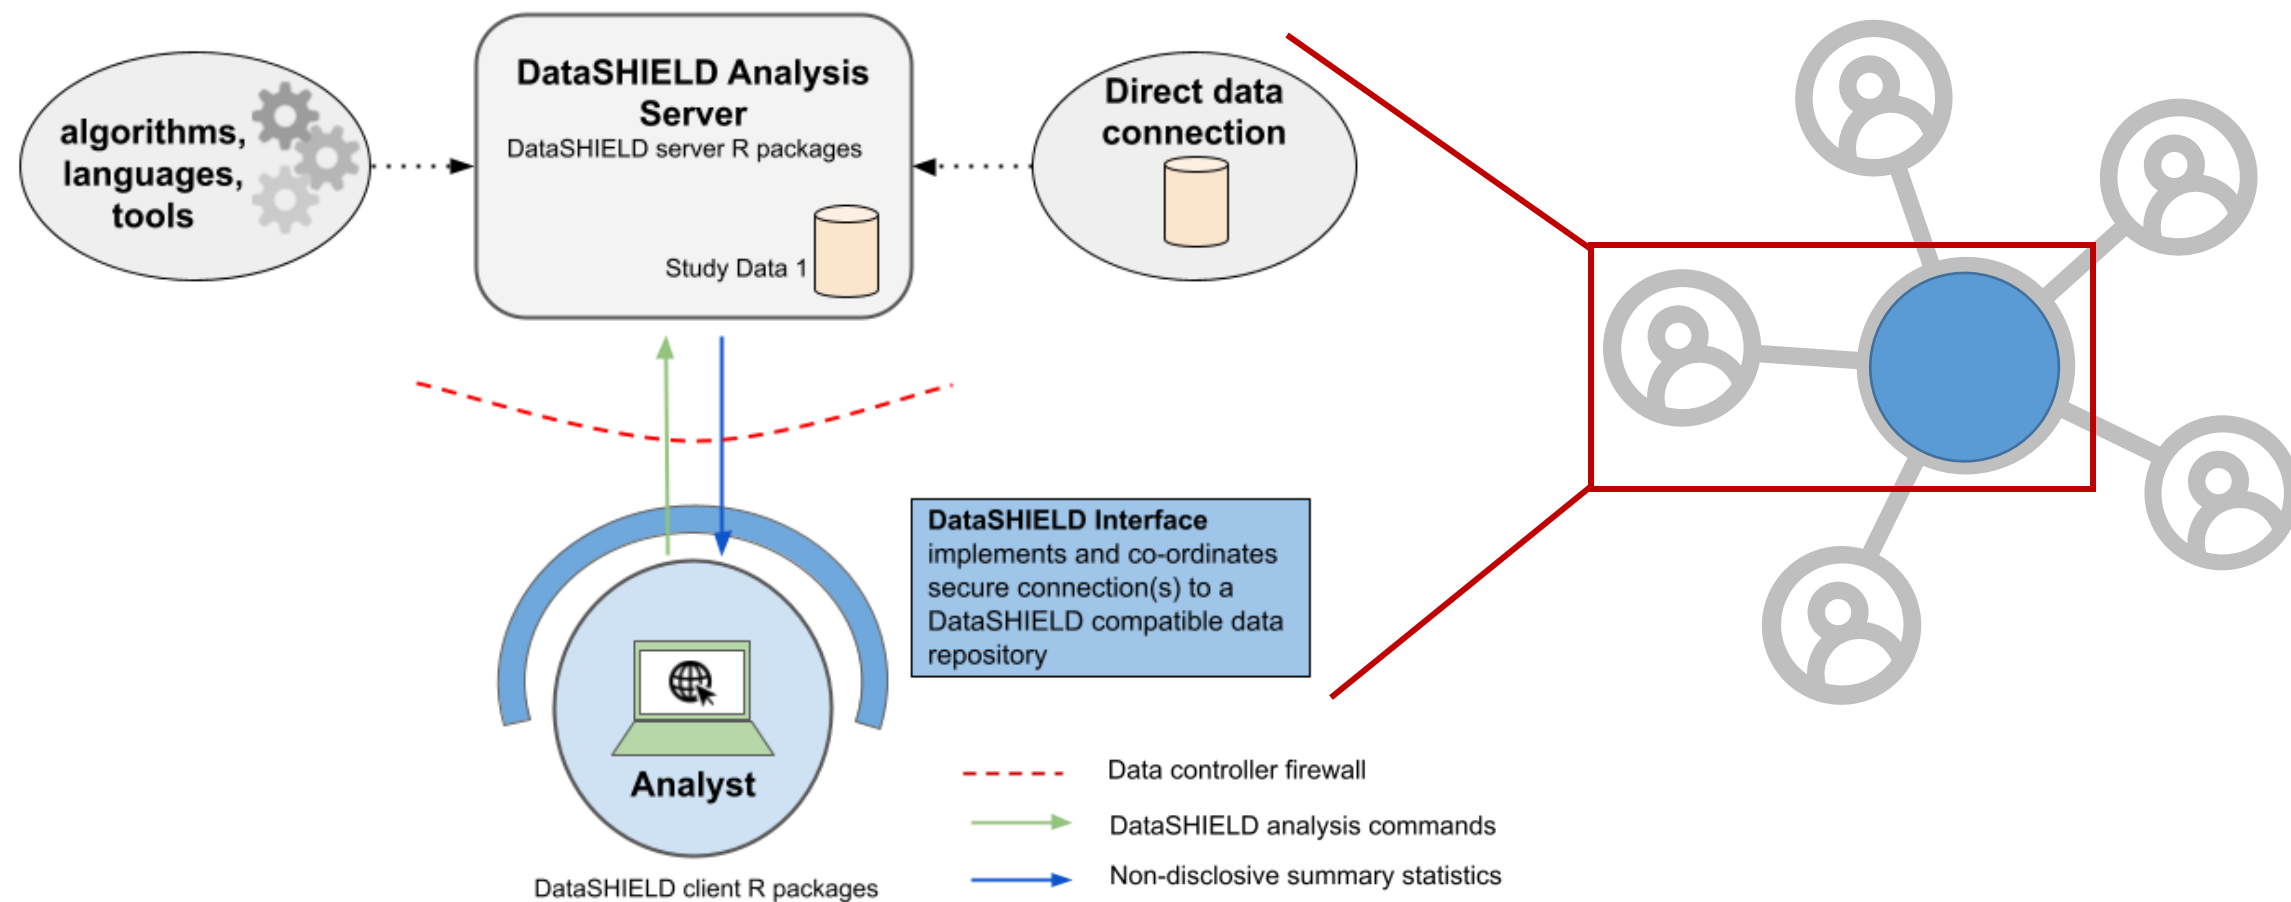 algorithms,
languages,
tools
DataSHIELD Analysis
Server
DataSHIELD server R packages
Study Data 1
Direct data
connection
DataSHIELD Interface
implements and co-ordinates
secure connection(s) to a
DataSHIELD compatible data
repository
Analyst
DataSHIELD client R packages
Data controller firewall
DataSHIELD analysis commands
Non-disclosive summary statistics